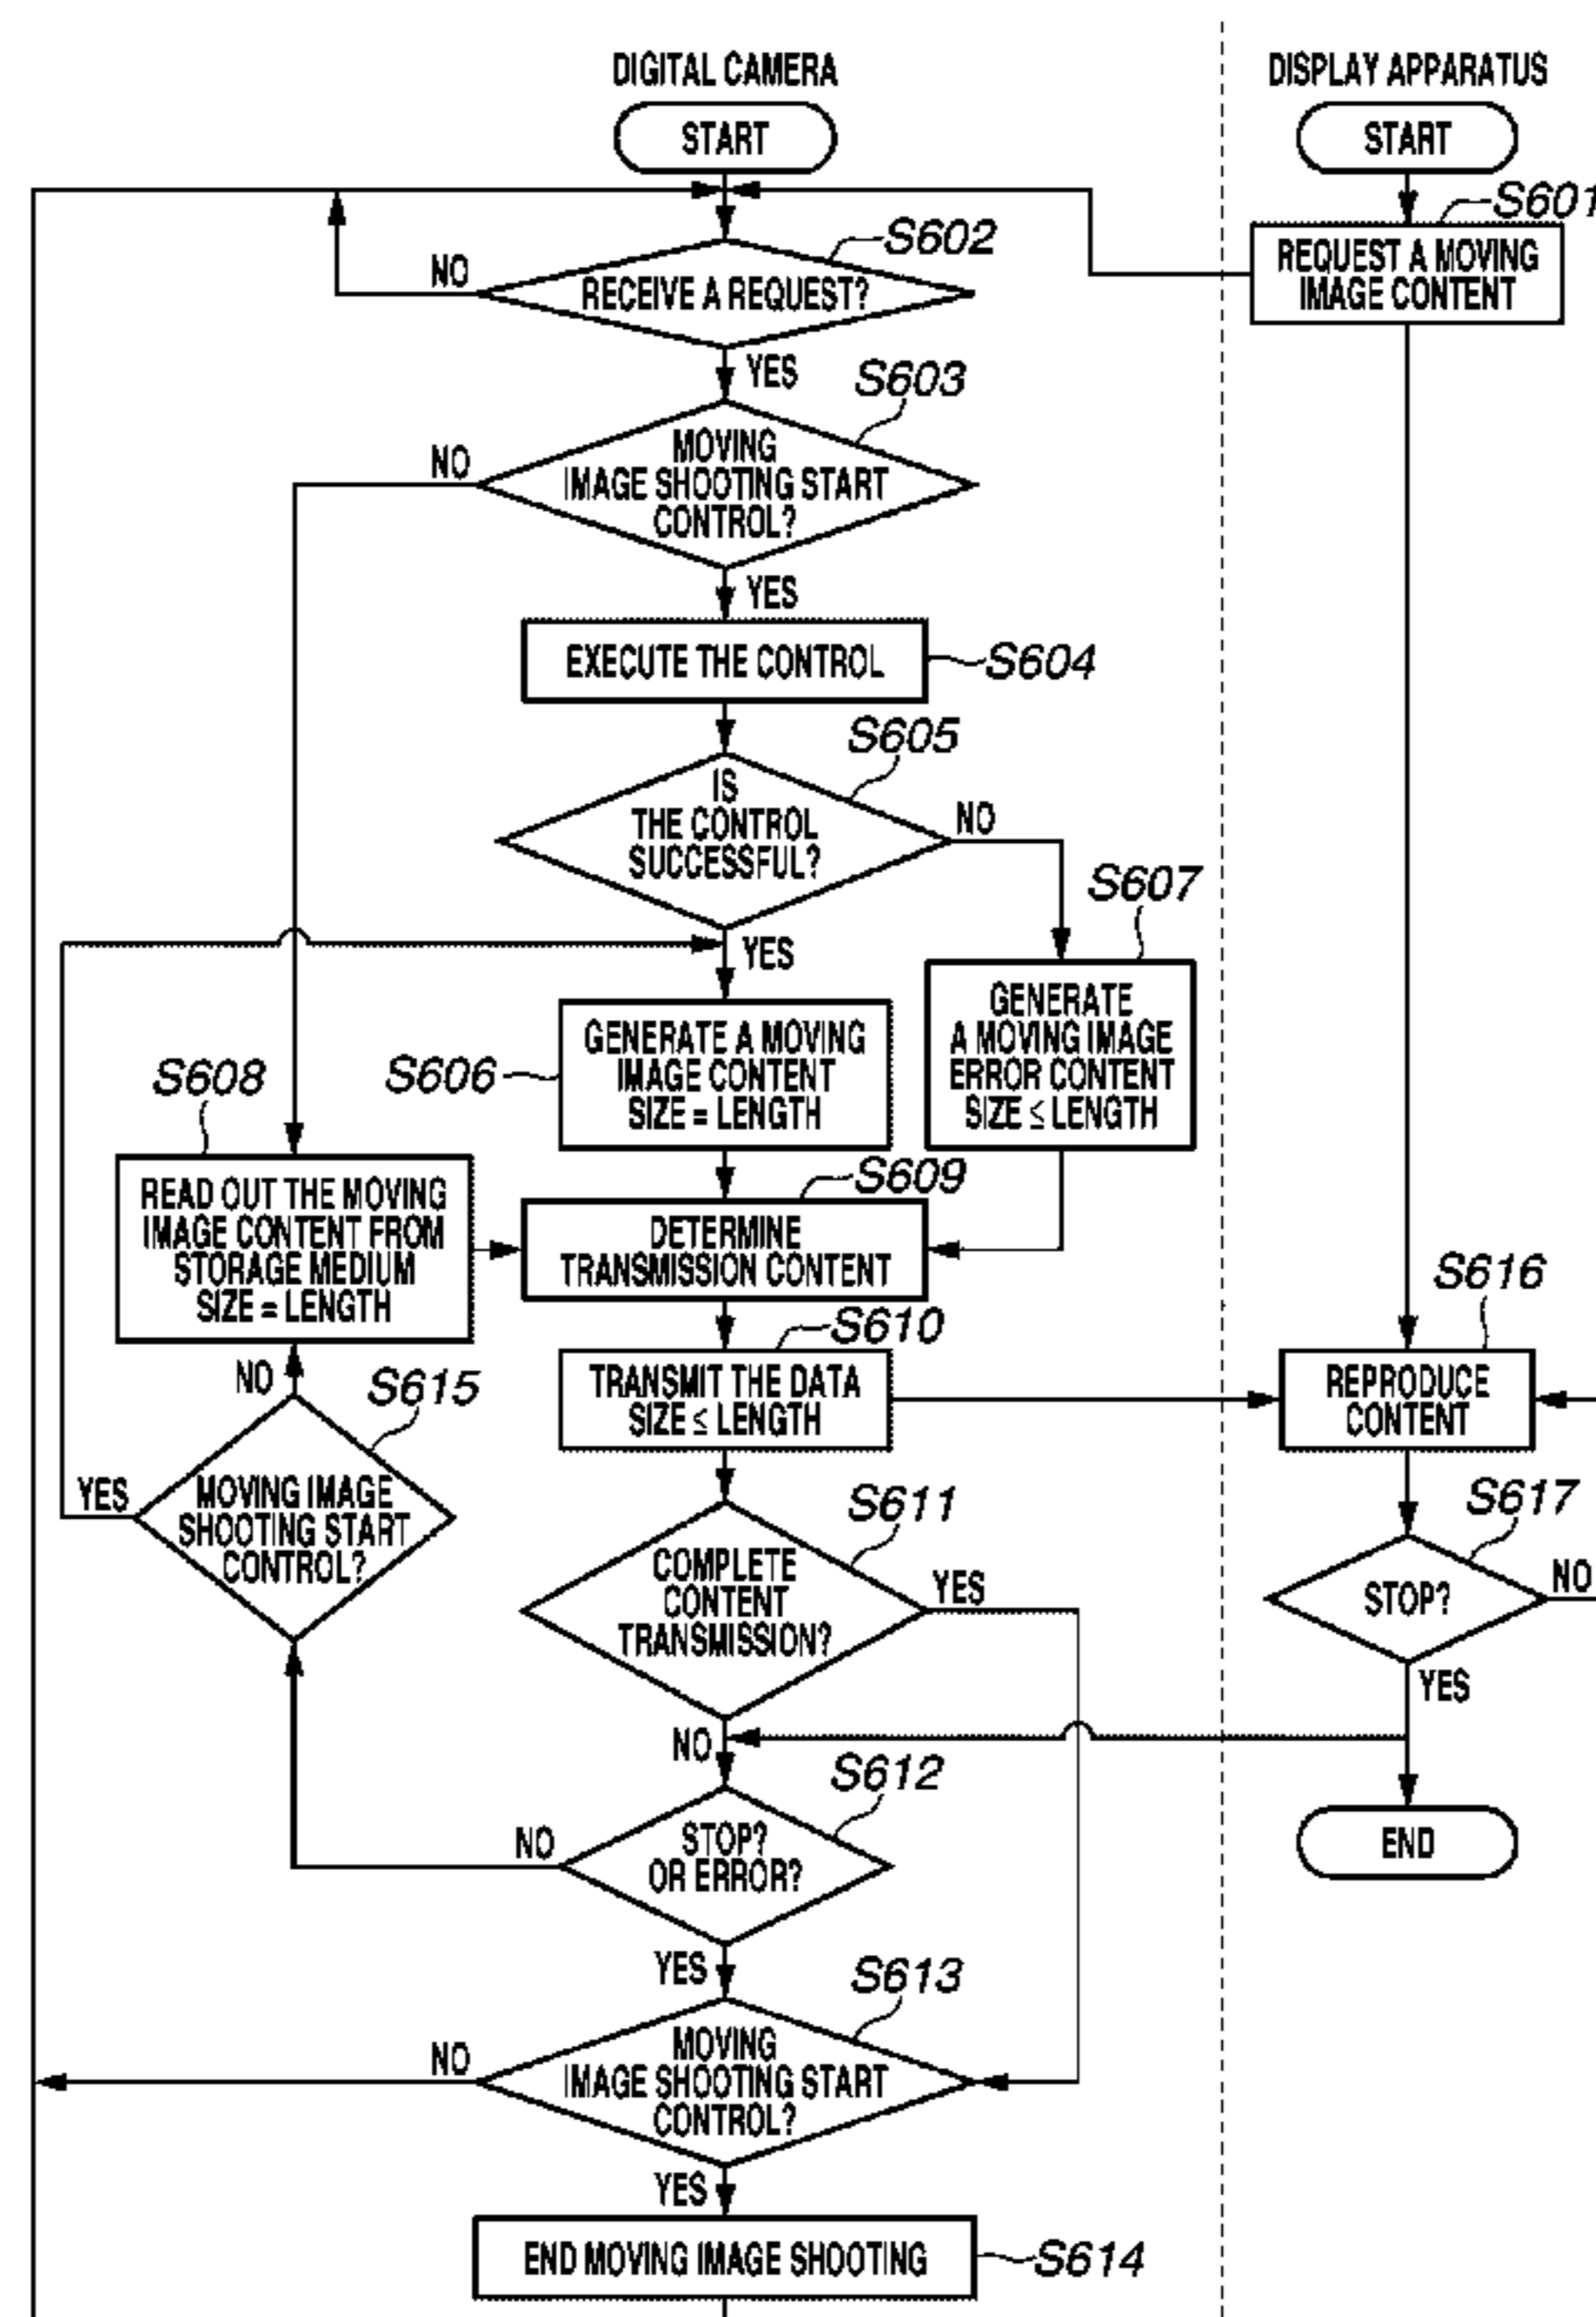 DIGITAL CAMERA
START
S602
NO
RECEIVE A REQUEST?
YES
S603
NO
MOVING
IMAGE SHOOTING START
CONTROL?
YES
EXECUTE THE CONTROL
S604
S605
IS
THE CONTROL
SUCCESSFUL?
NO
YES
S607
GENERATE
A MOVING IMAGE
ERROR CONTENT
SIZE ≤ LENGTH
S606
GENERATE A MOVING
IMAGE CONTENT
SIZE = LENGTH
S608
READ OUT THE MOVING
IMAGE CONTENT FROM
STORAGE MEDIUM
SIZE = LENGTH
S609
DETERMINE
TRANSMISSION CONTENT
S610
TRANSMIT THE DATA
SIZE ≤ LENGTH
NO
S615
YES
MOVING IMAGE
SHOOTING START
CONTROL?
S611
COMPLETE
CONTENT
TRANSMISSION?
YES
NO
S612
NO
STOP?
OR ERROR?
YES
S613
NO
MOVING
IMAGE SHOOTING START
CONTROL?
YES
END MOVING IMAGE SHOOTING
S614
DISPLAY APPARATUS
START
S601
REQUEST A MOVING
IMAGE CONTENT
S616
REPRODUCE
CONTENT
S617
STOP?
NO
YES
END